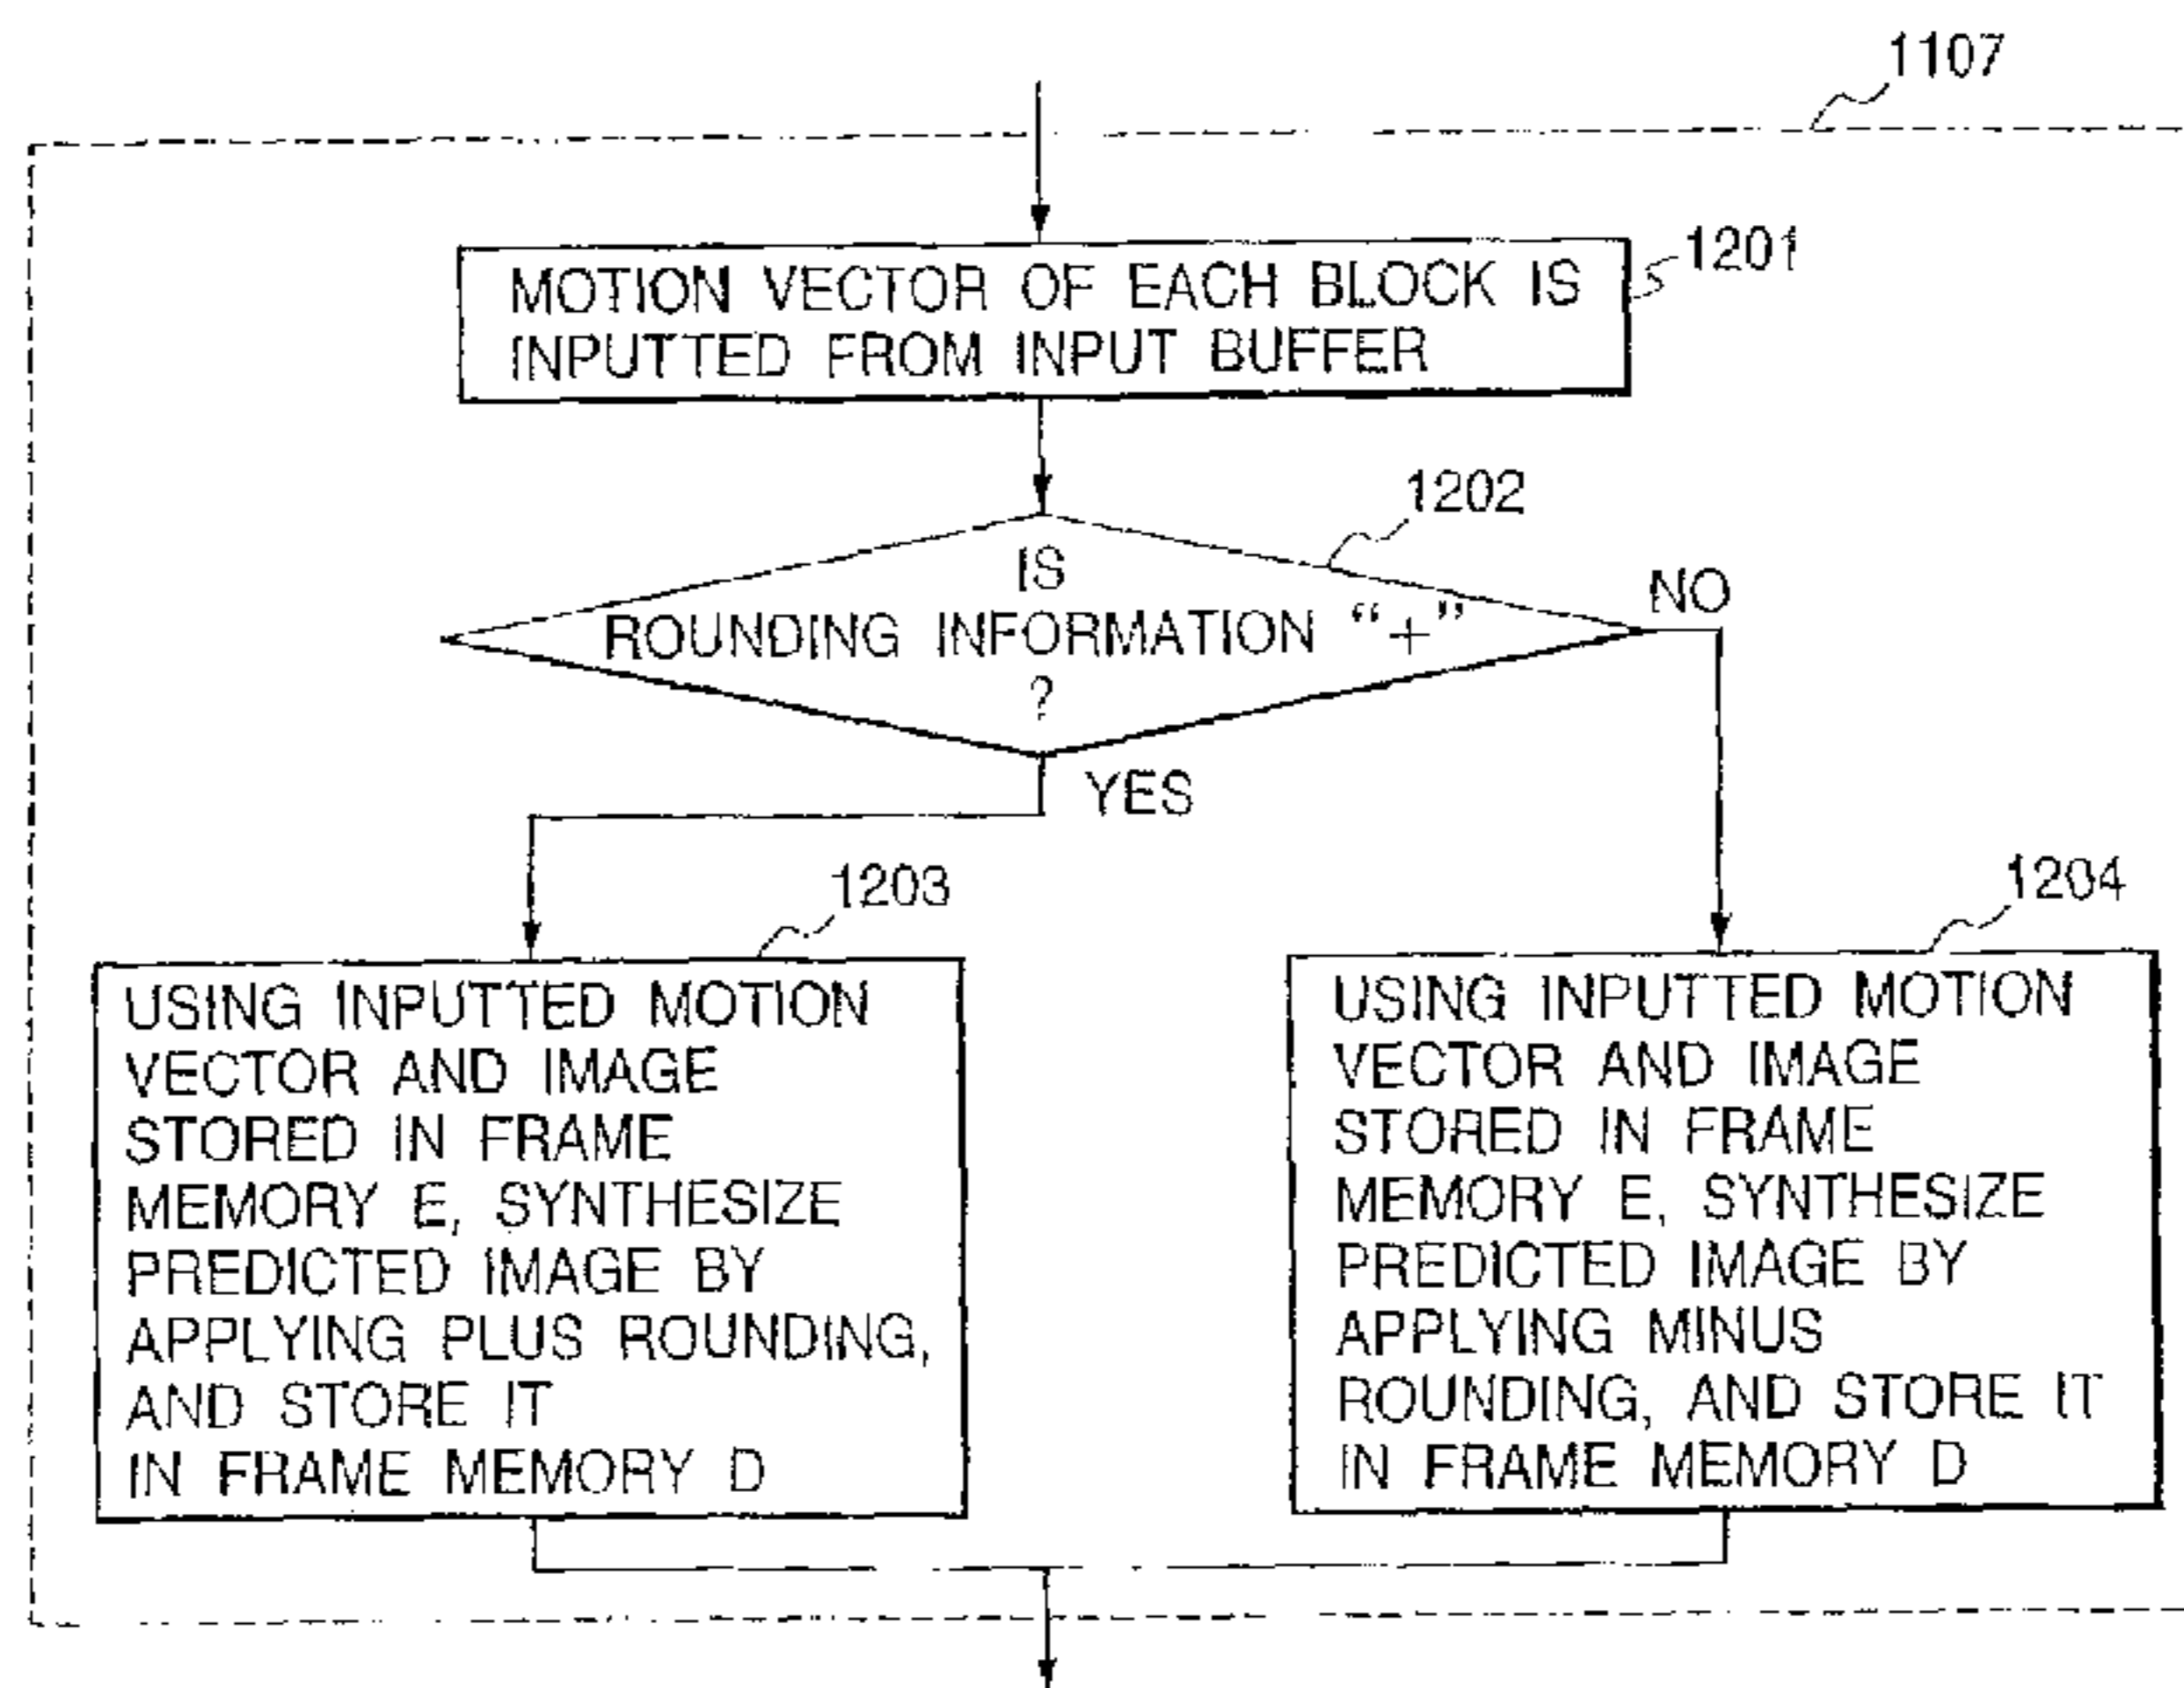 1107
MOTION VECTOR OF EACH BLOCK IS
INPUTTED FROM INPUT BUFFER
1201
1202
IS
ROUNDING INFORMATION “+”
?
NO
YES
1203
USING INPUTTED MOTION
VECTOR AND IMAGE
STORED IN FRAME
MEMORY E, SYNTHESIZE
PREDICTED IMAGE BY
APPLYING PLUS ROUNDING,
AND STORE IT
IN FRAME MEMORY D
1204
USING INPUTTED MOTION
VECTOR AND IMAGE
STORED IN FRAME
MEMORY E, SYNTHESIZE
PREDICTED IMAGE BY
APPLYING MINUS
ROUNDING, AND STORE IT
IN FRAME MEMORY D